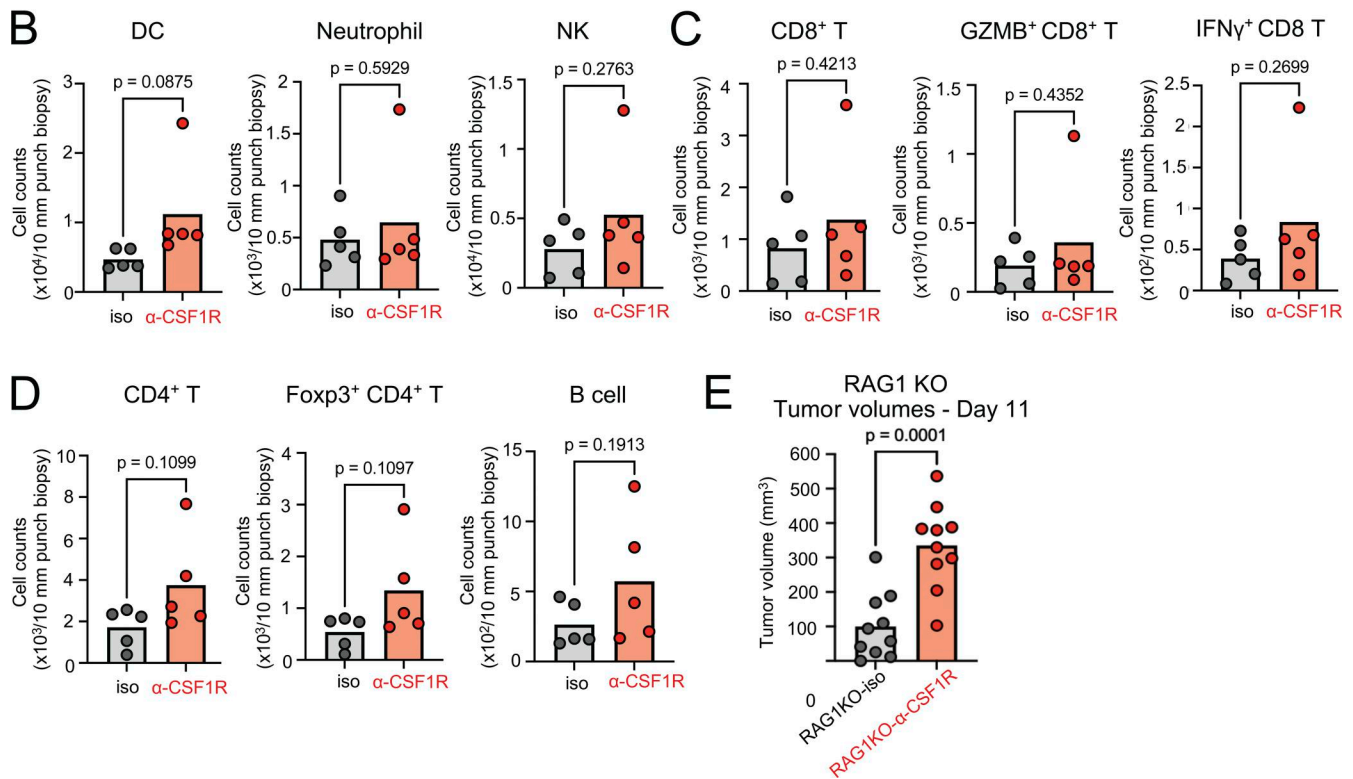 B
DC
p = 0.0875
Cell counts
(x10⁴/10 mm punch biopsy)
3
2
1
0
iso
α-CSF1R
Neutrophil
p = 0.5929
Cell counts
(x10³/10 mm punch biopsy)
2
1.5
1
0.5
0
iso
α-CSF1R
NK
p = 0.2763
Cell counts
(x10⁴/10 mm punch biopsy)
1.5
1
0.5
0
iso
α-CSF1R
C
CD8⁺ T
p = 0.4213
Cell counts
(x10³/10 mm punch biopsy)
4
3
2
1
0
iso
α-CSF1R
GZMB⁺ CD8⁺ T
p = 0.4352
Cell counts
(x10³/10 mm punch biopsy)
1.5
1
0.5
0
iso
α-CSF1R
IFNγ⁺ CD8 T
p = 0.2699
Cell counts
(x10²/10 mm punch biopsy)
2.5
2
1.5
1
0.5
0
iso
α-CSF1R
D
CD4⁺ T
p = 0.1099
Cell counts
(x10³/10 mm punch biopsy)
10
8
6
4
2
0
iso
α-CSF1R
Foxp3⁺ CD4⁺ T
p = 0.1097
Cell counts
(x10³/10 mm punch biopsy)
4
3
2
1
0
iso
α-CSF1R
B cell
p = 0.1913
Cell counts
(x10²/10 mm punch biopsy)
15
10
5
0
iso
α-CSF1R
E
RAG1 KO
Tumor volumes - Day 11
p = 0.0001
Tumor volume (mm³)
600
500
400
300
200
100
0
RAG1KO-iso
RAG1KO-α-CSF1R